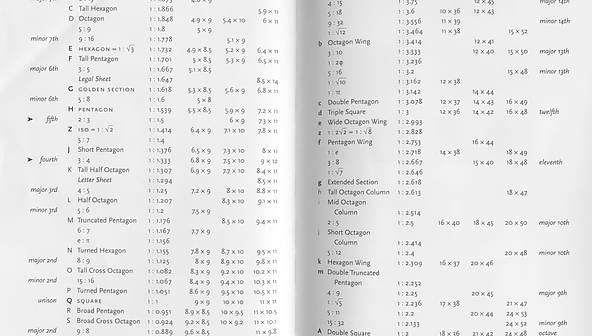 C Tall Hexagon 1 : 1.866 5.9 × 11
D Octagon 1 : 1.848 4.9 × 9 5.4 × 10 6 × 11
5 : 9 1 : 1.8 5 × 9
minor 7th 9 : 16 1 : 1.778 5.1 × 9
E HEXAGON = 1 : √3 1 : 1.732 4.9 × 8.5 5.2 × 9 6.4 × 11
F Tall Pentagon 1 : 1.701 5 × 8.5 5.3 × 9 6.5 × 11
major 6th 3 : 5 1 : 1.667 5.1 × 8.5
Legal Sheet 1 : 1.647 8.5 × 14
G GOLDEN SECTION 1 : 1.618 5.3 × 8.5 5.6 × 9 6.8 × 11
minor 6th 5 : 8 1 : 1.6 5 × 8
H PENTAGON 1 : 1.539 5.5 × 8.5 5.9 × 9 7.2 × 11
➤ fifth 2 : 3 1 : 1.5 6 × 9 7.3 × 11
Z ISO = 1 : √2 1 : 1.414 6.4 × 9 7.1 × 10 7.8 × 11
5 : 7 1 : 1.4
J Short Pentagon 1 : 1.376 6.5 × 9 7.3 × 10 8 × 11
➤ fourth 3 : 4 1 : 1.333 6.8 × 9 7.5 × 10 9 × 12
K Tall Half Octagon 1 : 1.307 6.9 × 9 7.7 × 10 8.4 × 11
Letter Sheet 1 : 1.294 8.5 × 11
major 3rd 4 : 5 1 : 1.25 7.2 × 9 8 × 10 8.8 × 11
L Half Octagon 1 : 1.207 8.3 × 10 9.1 × 11
minor 3rd 5 : 6 1 : 1.2 7.5 × 9
M Truncated Pentagon 1 : 1.176 8.5 × 10 9.4 × 11
6 : 7 1 : 1.167 7.7 × 9
e : π 1 : 1.156
N Turned Hexagon 1 : 1.155 7.8 × 9 8.7 × 10 9.5 × 11
major 2nd 8 : 9 1 : 1.125 8 × 9 8.9 × 10 9.8 × 11
O Tall Cross Octagon 1 : 1.082 8.3 × 9 9.2 × 10 10.2 × 11
minor 2nd 15 : 16 1 : 1.067 8.4 × 9 9.4 × 10 10.3 × 11
P Turned Pentagon 1 : 1.051 8.6 × 9 9.5 × 10 10.5 × 11
unison Q SQUARE 1 : 1 9 × 9 10 × 10 11 × 11
R Broad Pentagon 1 : 0.951 8.9 × 8.5 10 × 9.5
S Broad Cross Octagon 1 : 0.924 9.2 × 8.5 10 × 9.2
major 2nd 9 : 8 1 : 0.889 9.6 × 8.5
4 : 15 1 : 3.75 12 × 45
5 : 18 1 : 3.6 10 × 36 12 × 43
9 : 32 1 : 3.556 11 × 39 minor 14th
1 : √12 1 : 3.464 11 × 38 15 × 52
b Octagon Wing 1 : 3.414 12 × 41
3 : 10 1 : 3.333 12 × 40 15 × 50 major 13th
1 : 2φ 1 : 3.236
5 : 16 1 : 3.2 15 × 48 minor 13th
1 : √10 1 : 3.162 12 × 38
1 : π 1 : 3.142 14 × 44
c Double Pentagon 1 : 3.078 12 × 37 14 × 43 16 × 49
d Triple Square 1 : 3 12 × 36 14 × 42 16 × 48 twelfth
e Wide Octagon Wing 1 : 2.993
z 1 : 2√2 = 1 : √8 1 : 2.828
f Pentagon Wing 1 : 2.753 16 × 44
1 : e 1 : 2.718 14 × 38 18 × 49
3 : 8 1 : 2.667 15 × 40 18 × 48 eleventh
1 : √7 1 : 2.646
g Extended Section 1 : 2.618
h Tall Octagon Column 1 : 2.613 18 × 47
i Mid Octagon
Column 1 : 2.514
2 : 5 1 : 2.5 16 × 40 18 × 45 20 × 50 major 10th
j Short Octagon
Column 1 : 2.414
5 : 12 1 : 2.4 20 × 48 minor 10th
k Hexagon Wing 1 : 2.309 16 × 37 20 × 46
m Double Truncated
Pentagon 1 : 2.252
4 : 9 1 : 2.25 20 × 45 major 9th
1 : √5 1 : 2.236 17 × 38 21 × 47
5 : 11 1 : 2.2 20 × 44 24 × 53
15 : 32 1 : 2.133 24 × 52 minor 9th
A Double Square 1 : 2 18 × 16 21 × 42 24 × 48 octave